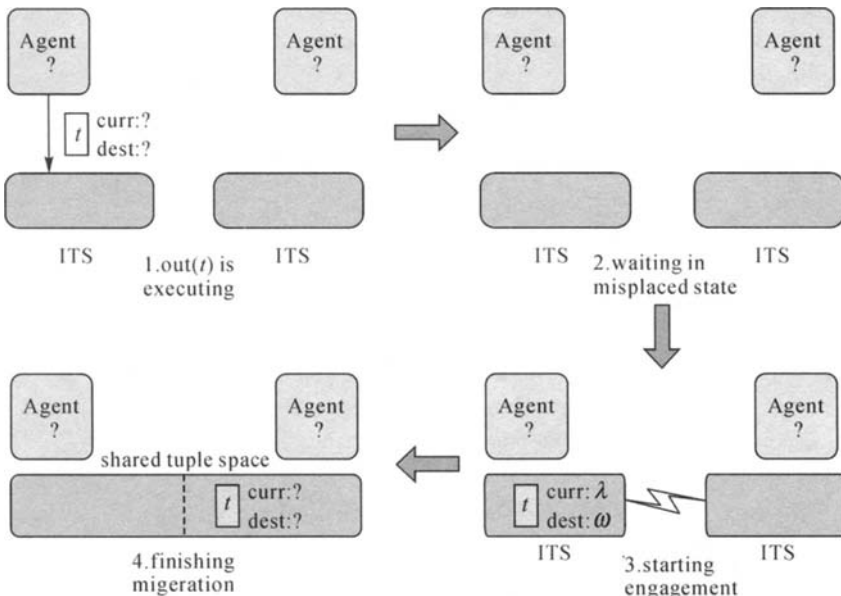 Agent
?
Agent
?
t
curr:?
dest:?
ITS
ITS
1.out(t) is
executing
Agent
?
Agent
?
ITS
ITS
2.waiting in
misplaced state
Agent
?
Agent
?
t
curr: λ
dest: ω
ITS
ITS
3.starting
engagement
Agent
?
Agent
?
shared tuple space
t
curr:?
dest:?
4.finishing
migeration